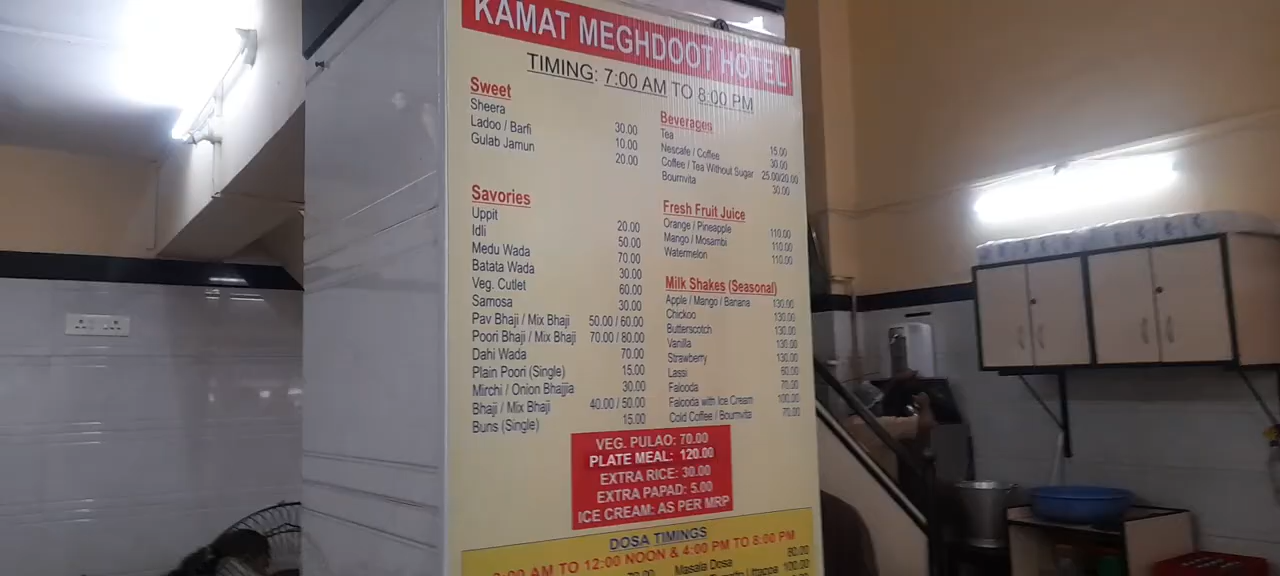 KAMAT MEGHDOOT HOTEL
TIMING: 7:00 AM TO 8:00 PM
Sweet
Sheera 30.00
Ladoo / Barfi 10.00
Gulab Jamun 20.00
Savories
Uppit 20.00
Idli 50.00
Medu Wada 70.00
Batata Wada 30.00
Veg. Cutlet 60.00
Samosa 30.00
Pav Bhaji / Mix Bhaji 50.00 / 60.00
Poori Bhaji / Mix Bhaji 70.00 / 80.00
Dahi Wada 70.00
Plain Poori (Single) 15.00
Mirchi / Onion Bhajjia 30.00
Bhaji / Mix Bhaji 40.00 / 50.00
Buns (Single) 15.00
Beverages
Tea 15.00
Nescafe / Coffee 30.00
Coffee / Tea Without Sugar 25.00/20.00
Bournvita 30.00
Fresh Fruit Juice
Orange / Pineapple 110.00
Mango / Mosambi 110.00
Watermelon 110.00
Milk Shakes (Seasonal)
Apple / Mango / Banana 130.00
Chickoo 130.00
Butterscotch 130.00
Vanilla 130.00
Strawberry 130.00
Lassi 60.00
Falooda 70.00
Falooda with Ice Cream 100.00
Cold Coffee / Bournvita 70.00
VEG. PULAO: 70.00
PLATE MEAL: 120.00
EXTRA RICE: 30.00
EXTRA PAPAD: 5.00
ICE CREAM: AS PER MRP
DOSA TIMINGS
AM TO 12:00 NOON & 4:00 PM TO 8:00 PM
Masala Dosa 80.00
Uttappa 100.00